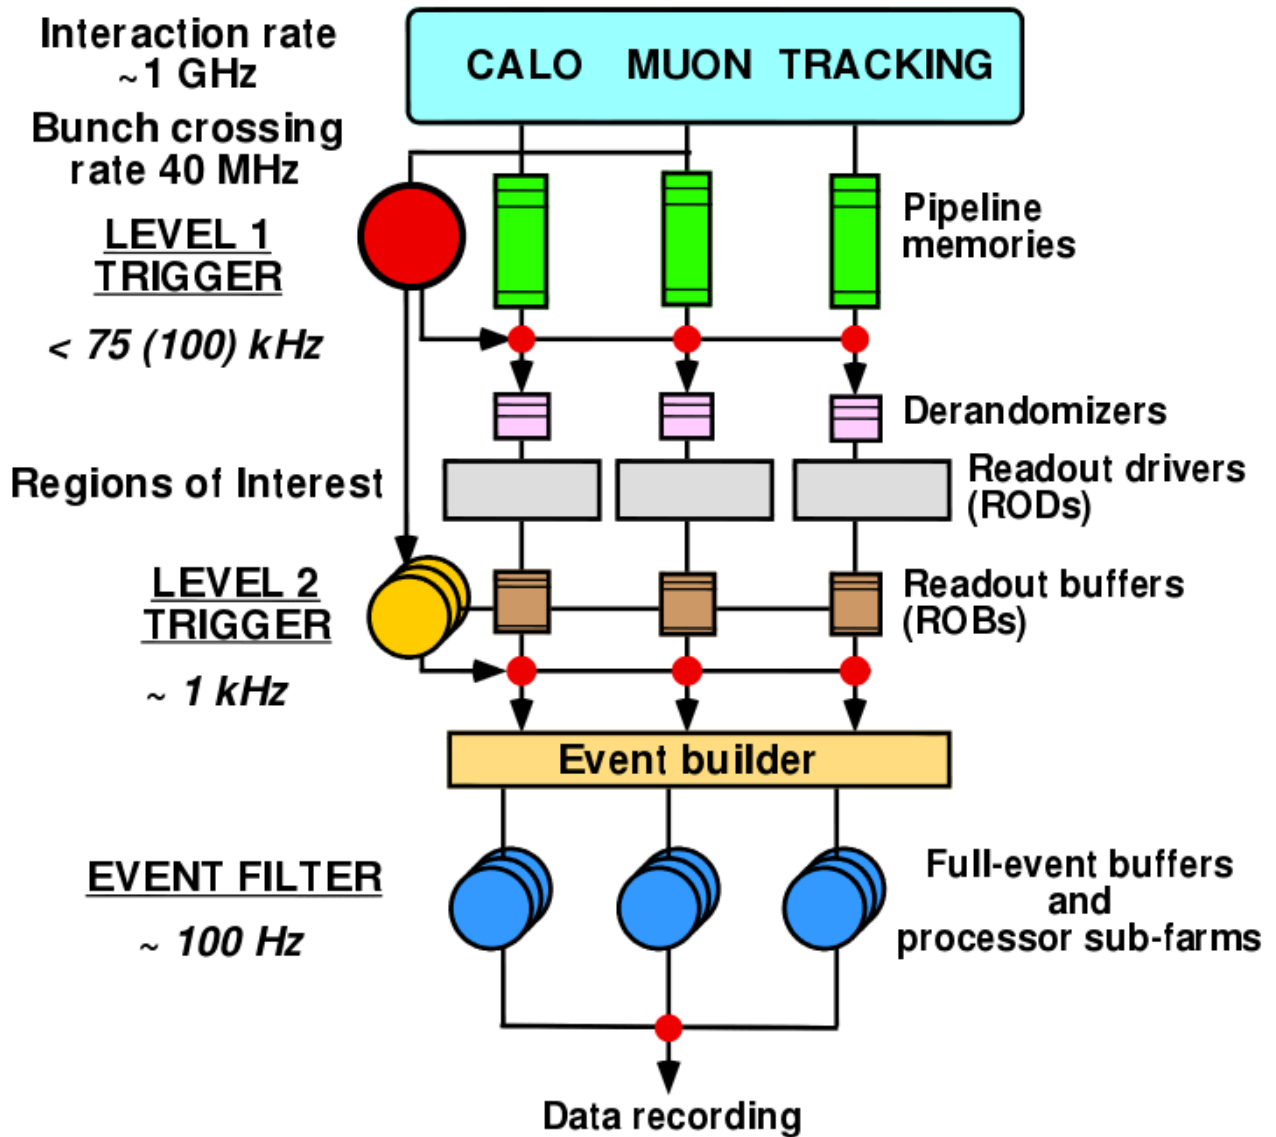 Interaction rate
~1 GHz
Bunch crossing
rate 40 MHz
CALO MUON TRACKING
LEVEL 1
TRIGGER
< 75 (100) kHz
Pipeline
memories
Derandomizers
Regions of Interest
Readout drivers
(RODs)
LEVEL 2
TRIGGER
~ 1 kHz
Readout buffers
(ROBs)
Event builder
EVENT FILTER
~ 100 Hz
Full-event buffers
and
processor sub-farms
Data recording